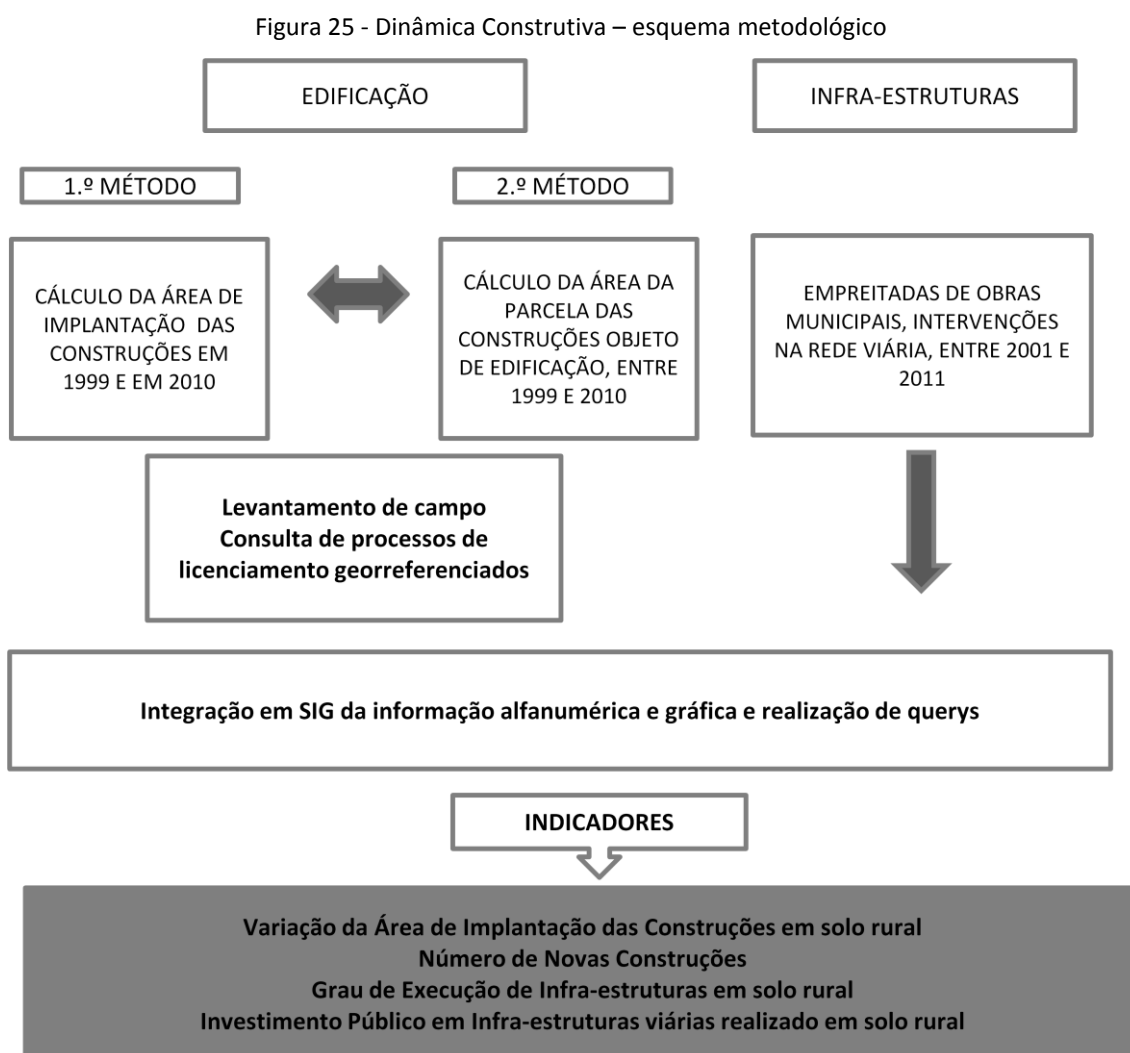 Figura 25 - Dinâmica Construtiva – esquema metodológico
EDIFICAÇÃO
INFRA-ESTRUTURAS
1.º MÉTODO
2.º MÉTODO
CÁLCULO DA ÁREA DE
IMPLANTAÇÃO DAS
CONSTRUÇÕES EM
1999 E EM 2010
CÁLCULO DA ÁREA DA
PARCELA DAS
CONSTRUÇÕES OBJETO
DE EDIFICAÇÃO, ENTRE
1999 E 2010
EMPREITADAS DE OBRAS
MUNICIPAIS, INTERVENÇÕES
NA REDE VIÁRIA, ENTRE 2001 E
2011
Levantamento de campo
Consulta de processos de
licenciamento georreferenciados
Integração em SIG da informação alfanumérica e gráfica e realização de querys
INDICADORES
Variação da Área de Implantação das Construções em solo rural
Número de Novas Construções
Grau de Execução de Infra-estruturas em solo rural
Investimento Público em Infra-estruturas viárias realizado em solo rural